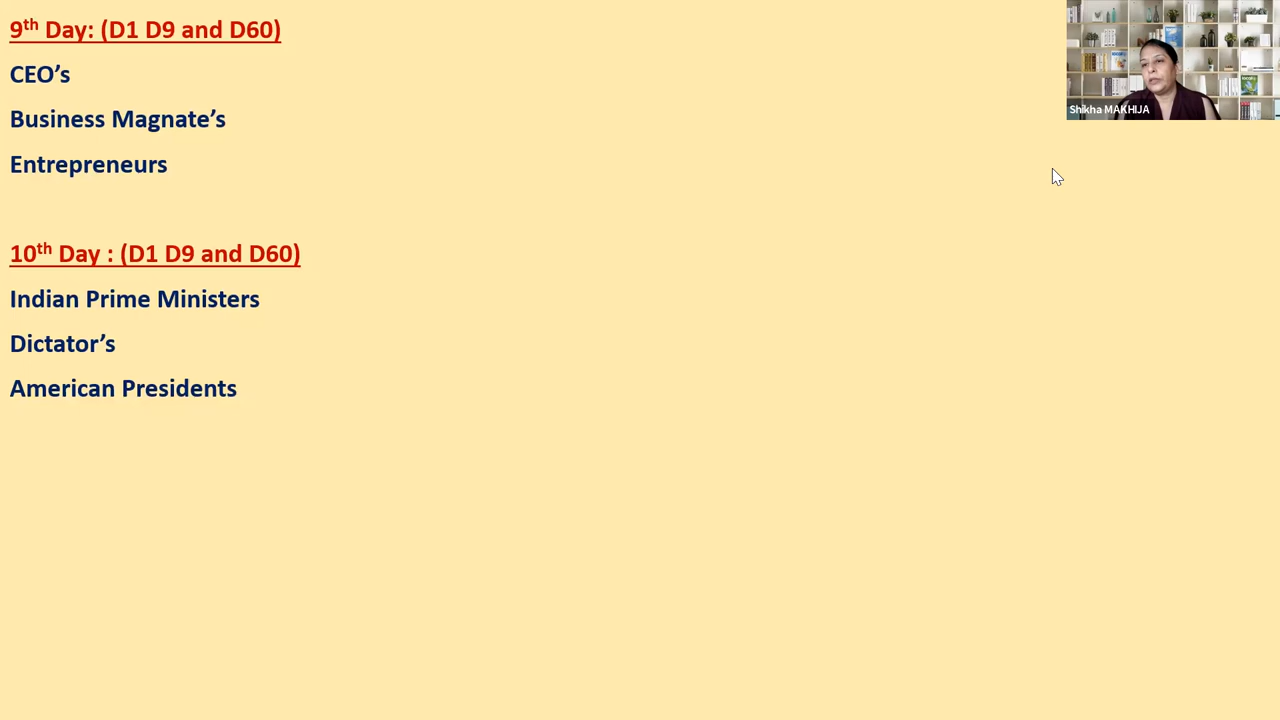 9th Day: (D1 D9 and D60)
CEO’s
Business Magnate’s
Entrepreneurs
10th Day : (D1 D9 and D60)
Indian Prime Ministers
Dictator’s
American Presidents
Shikha MAKHIJA